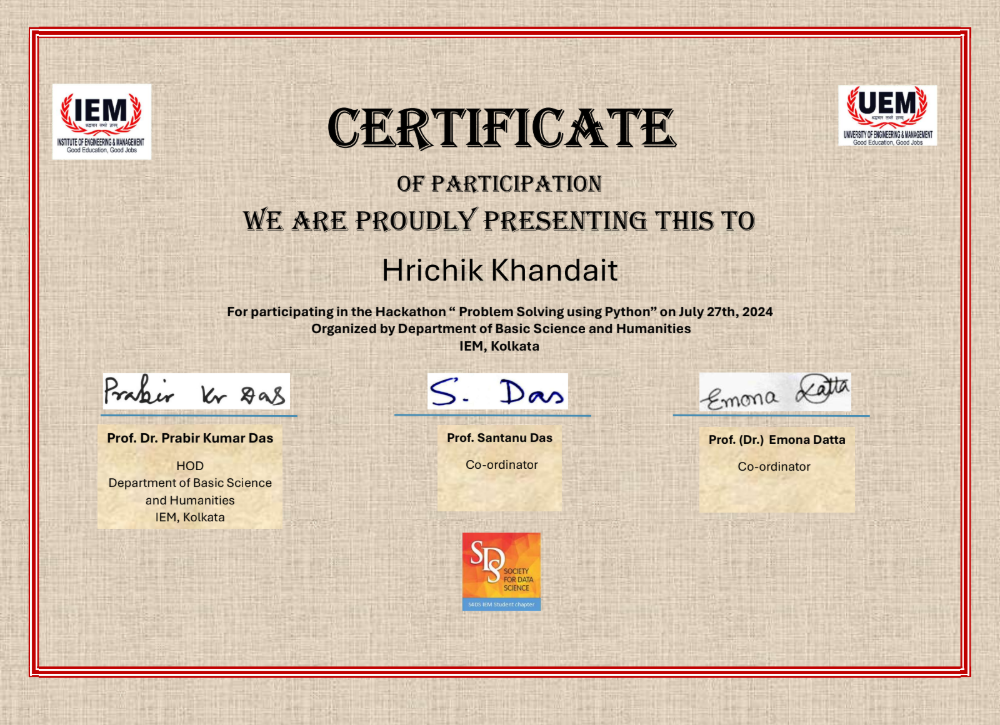 IEM
INSTITUTE OF ENGINEERING & MANAGEMENT
Good Education, Good Jobs
UEM
UNIVERSITY OF ENGINEERING & MANAGEMENT
Good Education, Good Jobs
CERTIFICATE
OF PARTICIPATION
WE ARE PROUDLY PRESENTING THIS TO
Hrichik Khandait
For participating in the Hackathon “ Problem Solving using Python” on July 27th, 2024
Organized by Department of Basic Science and Humanities
IEM, Kolkata
Prabir Kr Das
S. Das
Emona Datta
Prof. Dr. Prabir Kumar Das
HOD
Department of Basic Science
and Humanities
IEM, Kolkata
Prof. Santanu Das
Co-ordinator
Prof. (Dr.) Emona Datta
Co-ordinator
SDS
SOCIETY
FOR DATA
SCIENCE
IEM Student Chapter